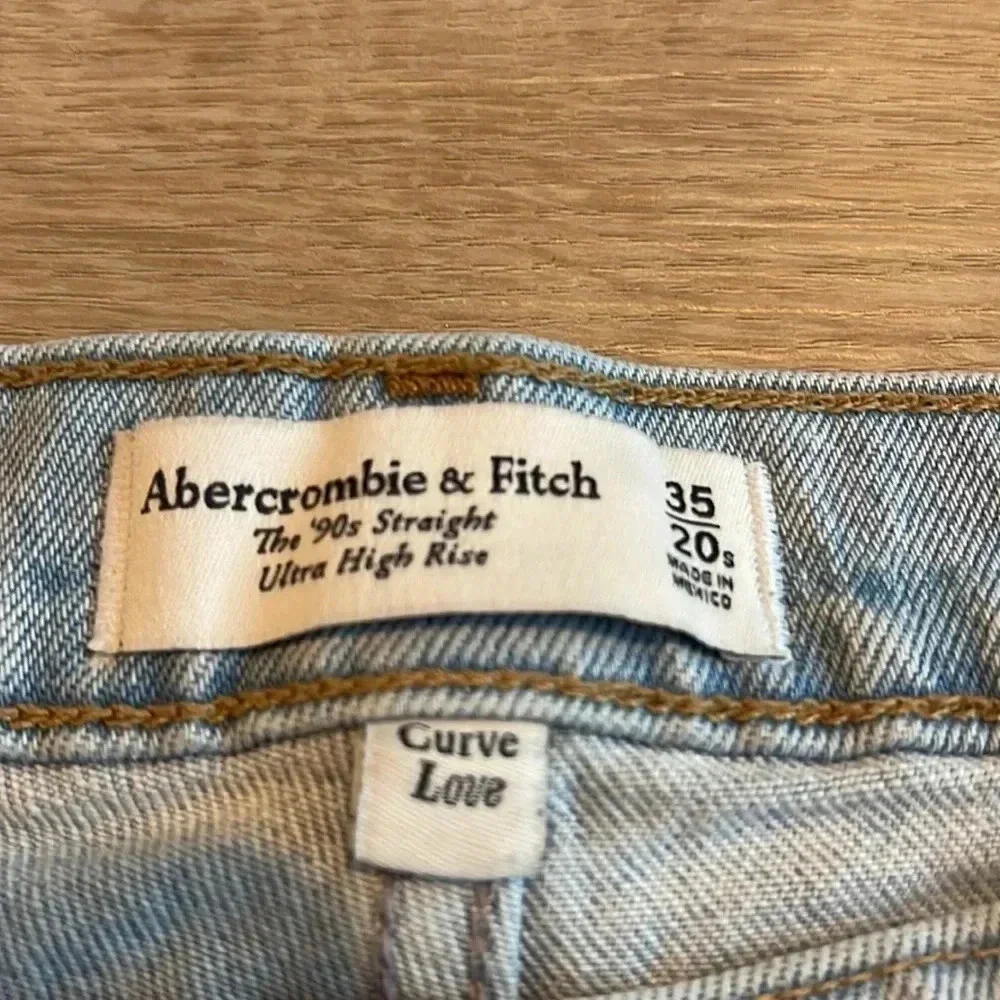 Abercrombie & Fitch
The '90s Straight
Ultra High Rise
35
20s
MADE IN
MEXICO
Curve
Love